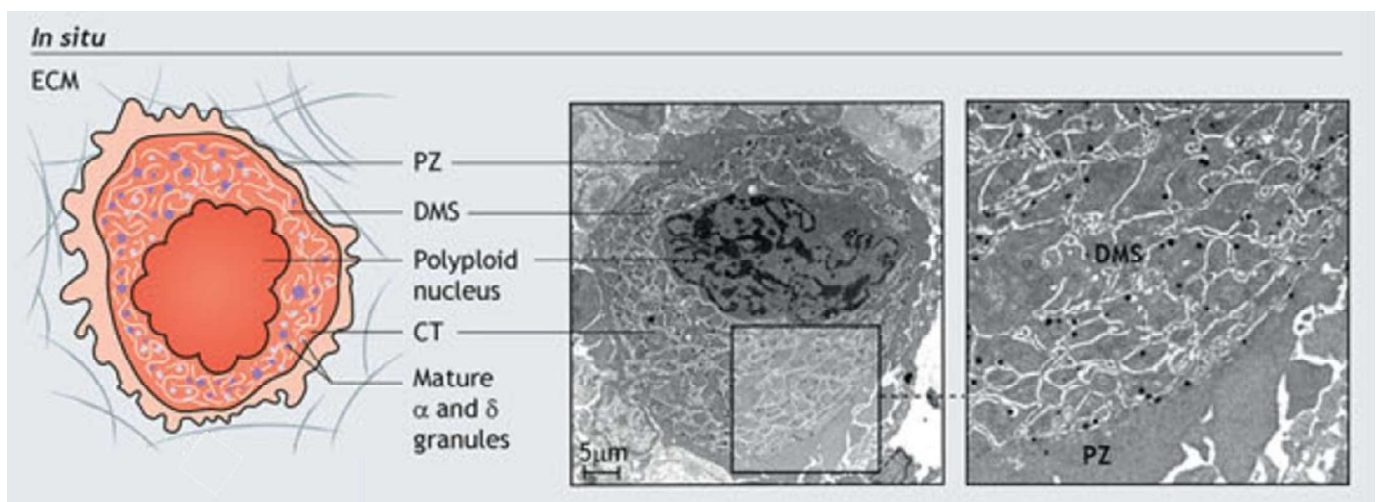 In situ
ECM
PZ
DMS
Polyploid
nucleus
CT
Mature
α and δ
granules
5μm
DMS
PZ